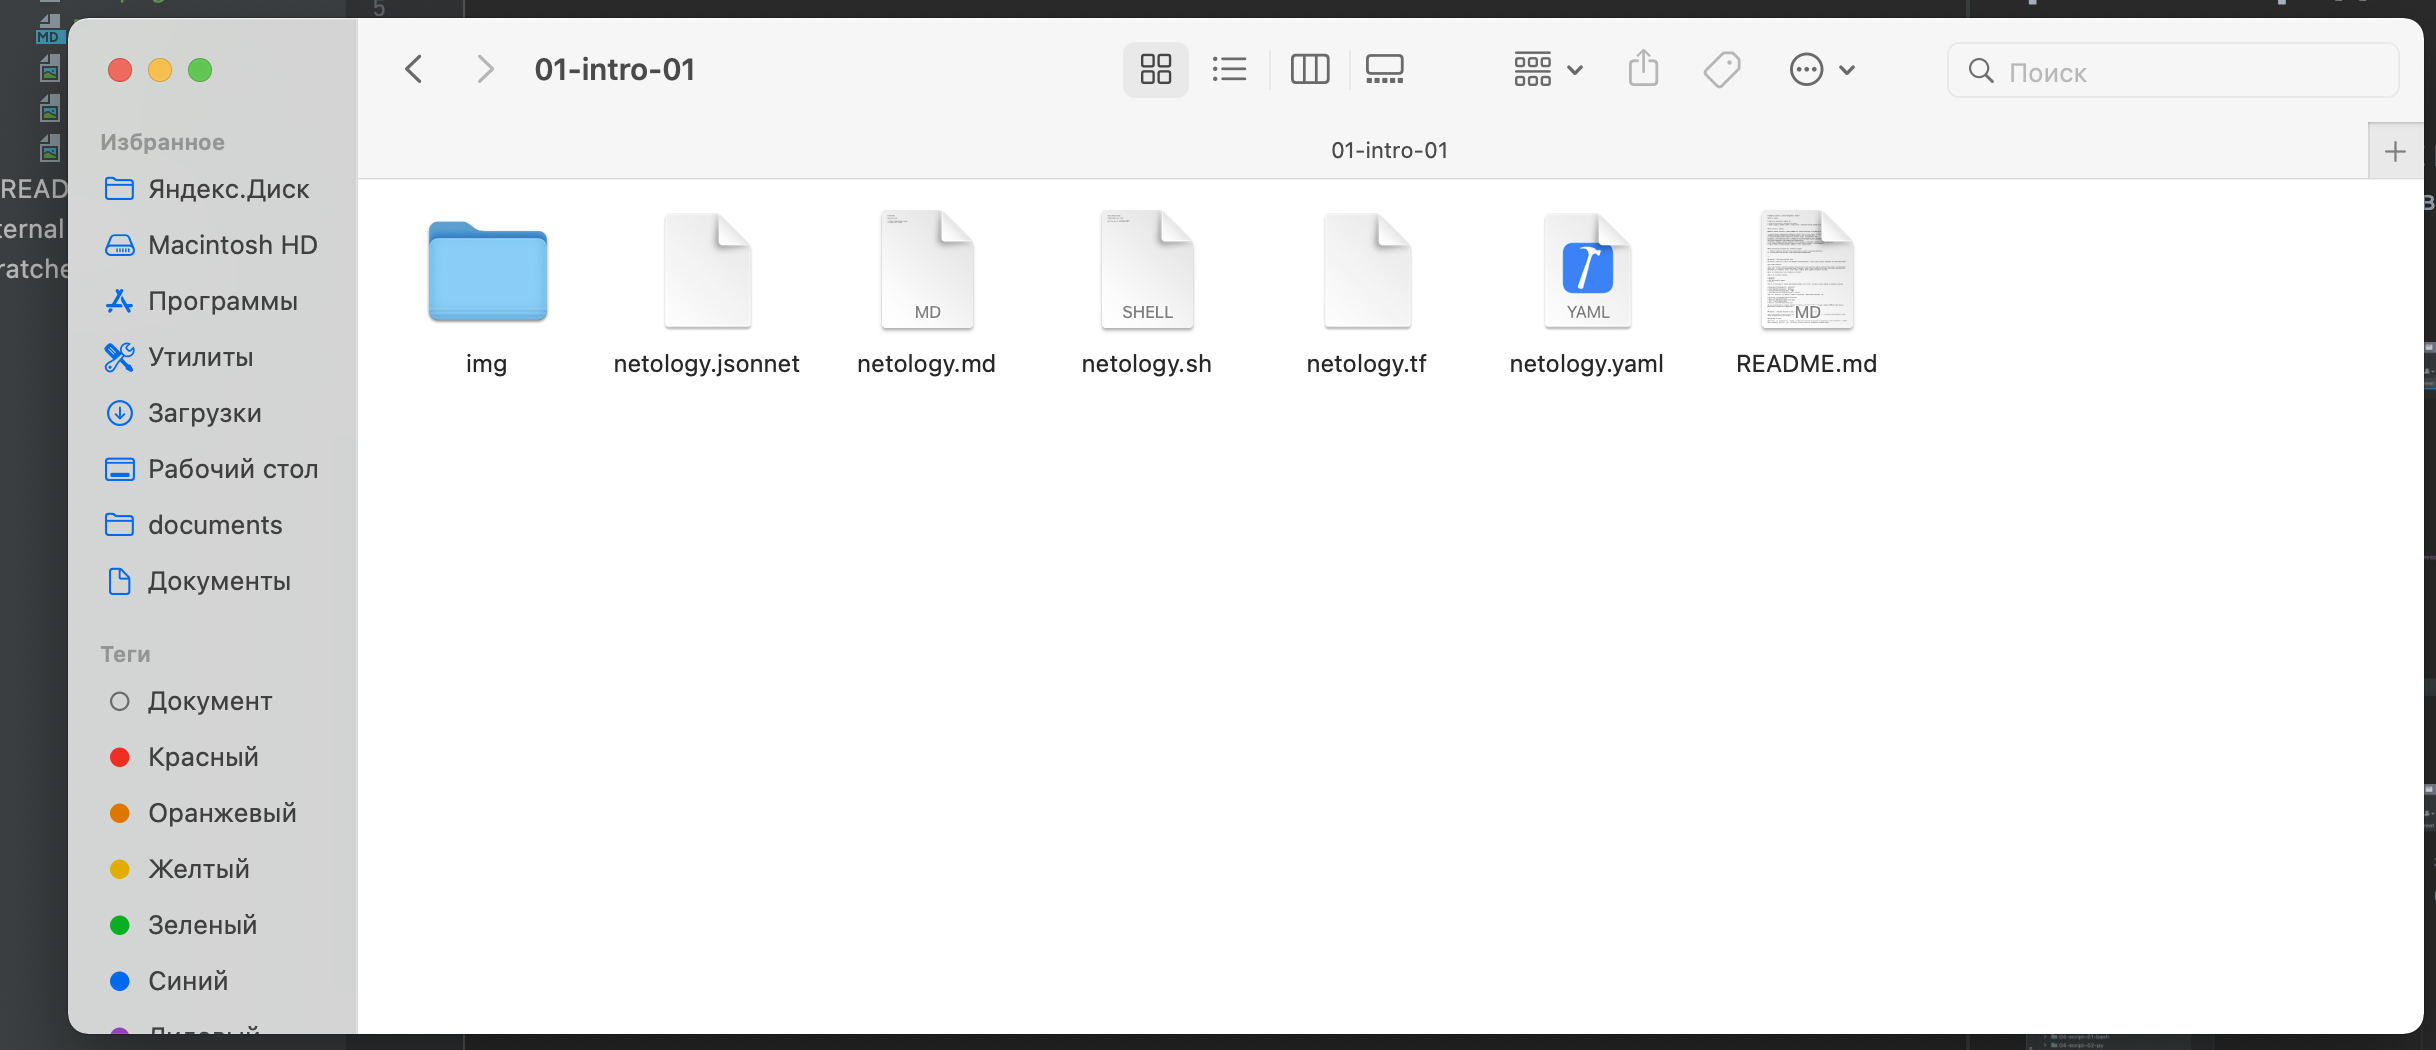 5
MD
01-intro-01
Поиск
01-intro-01
Избранное
Яндекс.Диск
Macintosh HD
Программы
Утилиты
Загрузки
Рабочий стол
documents
Документы
Теги
Документ
Красный
Оранжевый
Желтый
Зеленый
Синий
MD
SHELL
YAML
MD
img
netology.jsonnet
netology.md
netology.sh
netology.tf
netology.yaml
README.md
READ
ternal
ratche